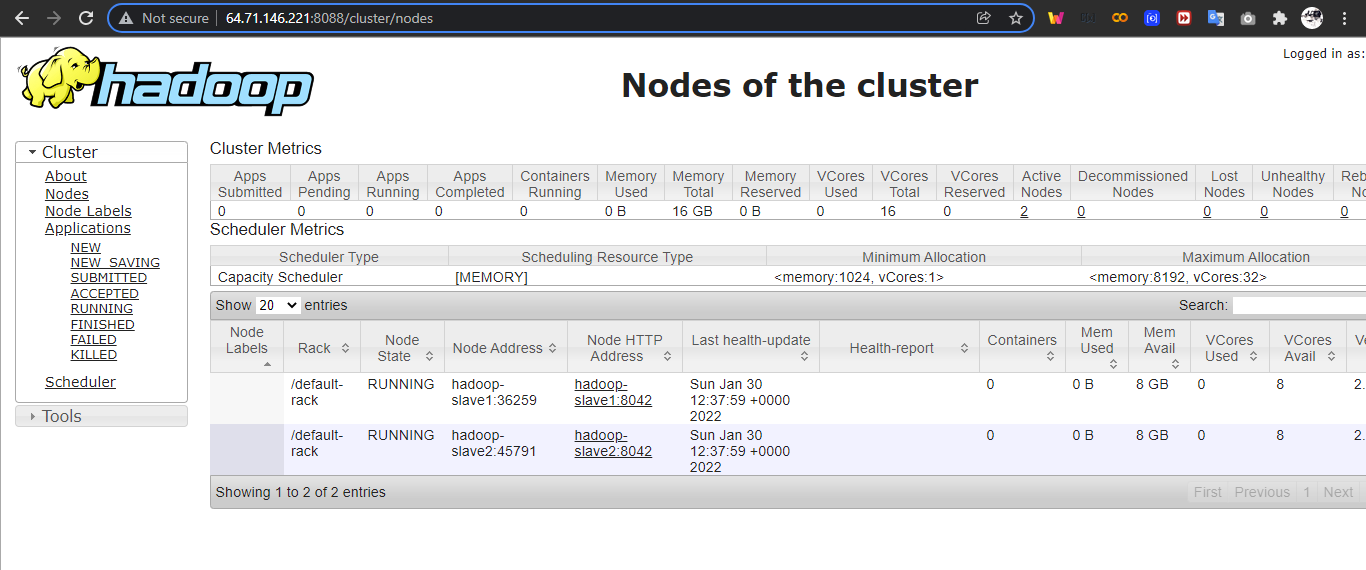 Not secure 64.71.146.221:8088/cluster/nodes
Logged in as:
hadoop
Nodes of the cluster
Cluster
About
Nodes
Node Labels
Applications
NEW
NEW_SAVING
SUBMITTED
ACCEPTED
RUNNING
FINISHED
FAILED
KILLED
Scheduler
Tools
Cluster Metrics
Apps Submitted Apps Pending Apps Running Apps Completed Containers Running Memory Used Memory Total Memory Reserved VCores Used VCores Total VCores Reserved Active Nodes Decommissioned Nodes Lost Nodes Unhealthy Nodes
0 0 0 0 0 0 B 16 GB 0 B 0 16 0 2 0 0 0 0
Scheduler Metrics
Scheduler Type Scheduling Resource Type Minimum Allocation Maximum Allocation
Capacity Scheduler [MEMORY] <memory:1024, vCores:1> <memory:8192, vCores:32>
Show 20 entries Search:
Node Labels Rack Node State Node Address Node HTTP Address Last health-update Health-report Containers Mem Used Mem Avail VCores Used VCores Avail
/default- RUNNING hadoop- hadoop- Sun Jan 30 0 0 B 8 GB 0 8 2.
rack slave1:36259 slave1:8042 12:37:59 +0000
2022
/default- RUNNING hadoop- hadoop- Sun Jan 30 0 0 B 8 GB 0 8 2.
rack slave2:45791 slave2:8042 12:37:59 +0000
2022
Showing 1 to 2 of 2 entries First Previous 1 Next